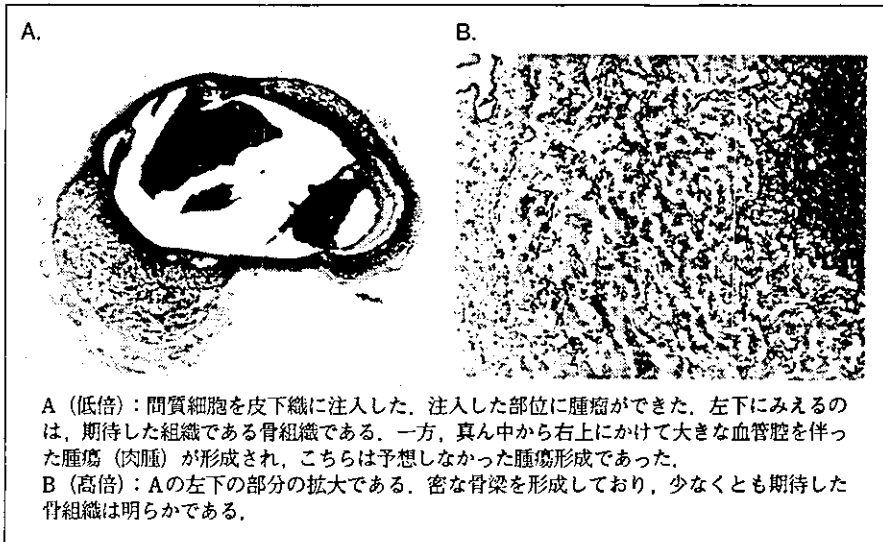 A.
B.
A（低倍）：間質細胞を皮下織に注入した．注入した部位に腫瘤ができた．左下にみえるの
は，期待した組織である骨組織である．一方，真ん中から右上にかけて大きな血管腔を伴っ
た腫瘍（肉腫）が形成され，こちらは予想しなかった腫瘍形成であった．
B（高倍）：Aの左下の部分の拡大である．密な骨梁を形成しており，少なくとも期待した
骨組織は明らかである．